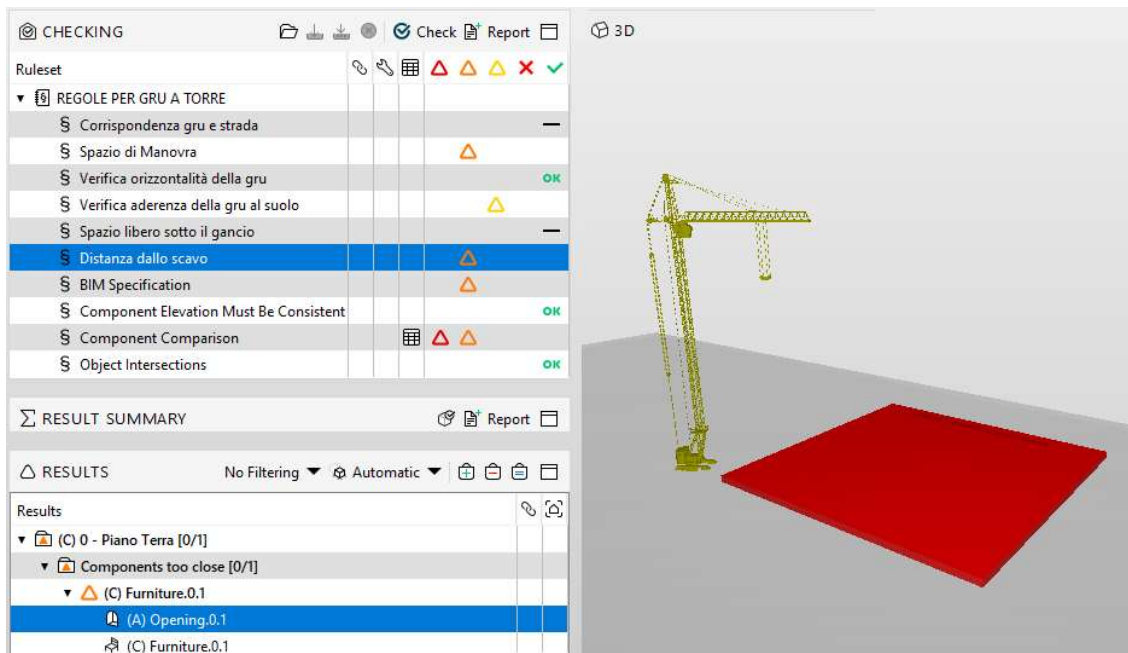 CHECKING
Check
Report
3D
Ruleset
REGOLE PER GRU A TORRE
§ Corrispondenza gru e strada
§ Spazio di Manovra
§ Verifica orizzontalità della gru OK
§ Verifica aderenza della gru al suolo
§ Spazio libero sotto il gancio
§ Distanza dallo scavo
§ BIM Specification
§ Component Elevation Must Be Consistent OK
§ Component Comparison
§ Object Intersections OK
RESULT SUMMARY
Report
RESULTS
No Filtering
Automatic
Results
(C) 0 - Piano Terra [0/1]
Components too close [0/1]
(C) Furniture.0.1
(A) Opening.0.1
(C) Furniture.0.1